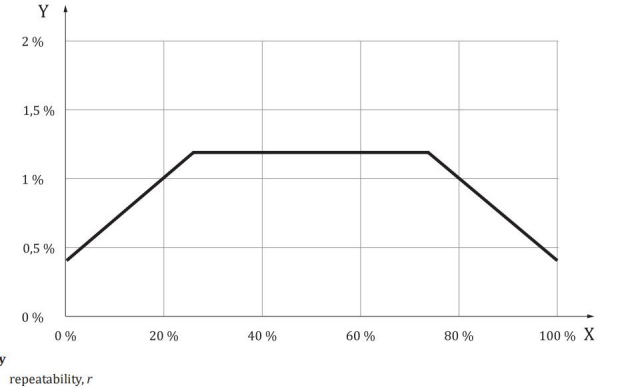 Y
2 %
1,5 %
1 %
0,5 %
0 %
0 % 20 % 40 % 60 % 80 % 100 % X
y
repeatability, r